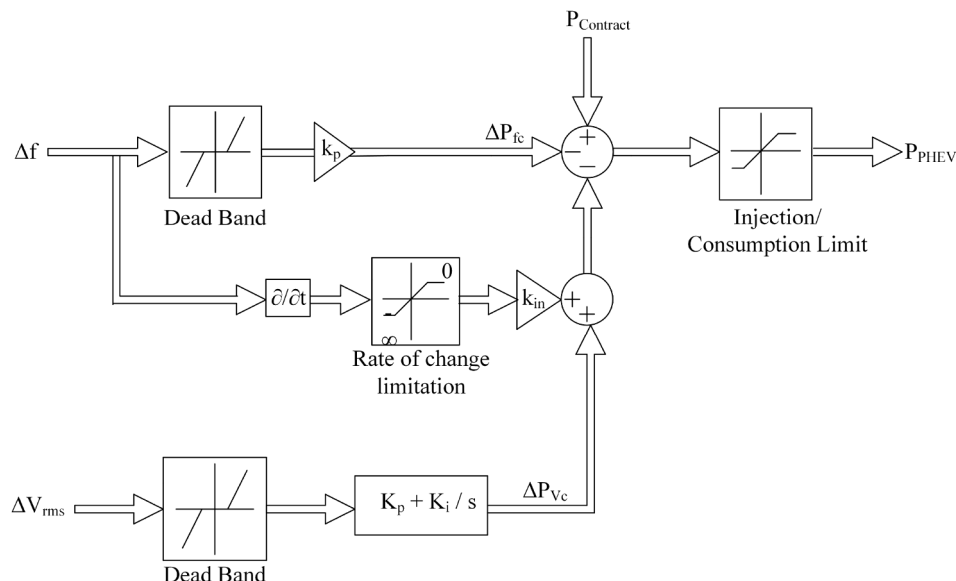 P_Contract
Δf
k_p
ΔP_fc
+
−
−
P_PHEV
Dead Band
Injection/
Consumption Limit
∂/∂t
0
-
∞
k_in
+
+
Rate of change
limitation
ΔV_rms
K_p + K_i / s
ΔP_Vc
Dead Band